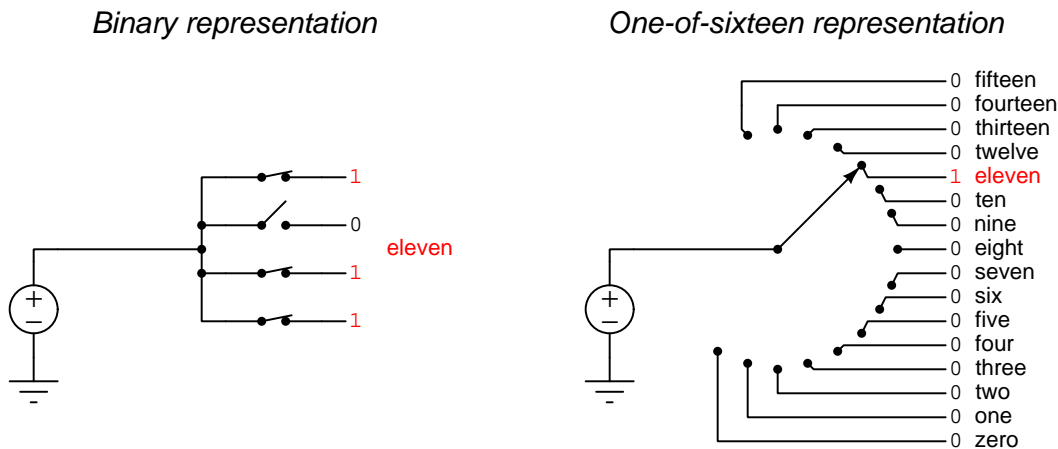 Binary representation
1
0
eleven
1
1
+
−
One-of-sixteen representation
0 fifteen
0 fourteen
0 thirteen
0 twelve
1 eleven
0 ten
0 nine
0 eight
0 seven
0 six
0 five
0 four
0 three
0 two
0 one
0 zero
+
−